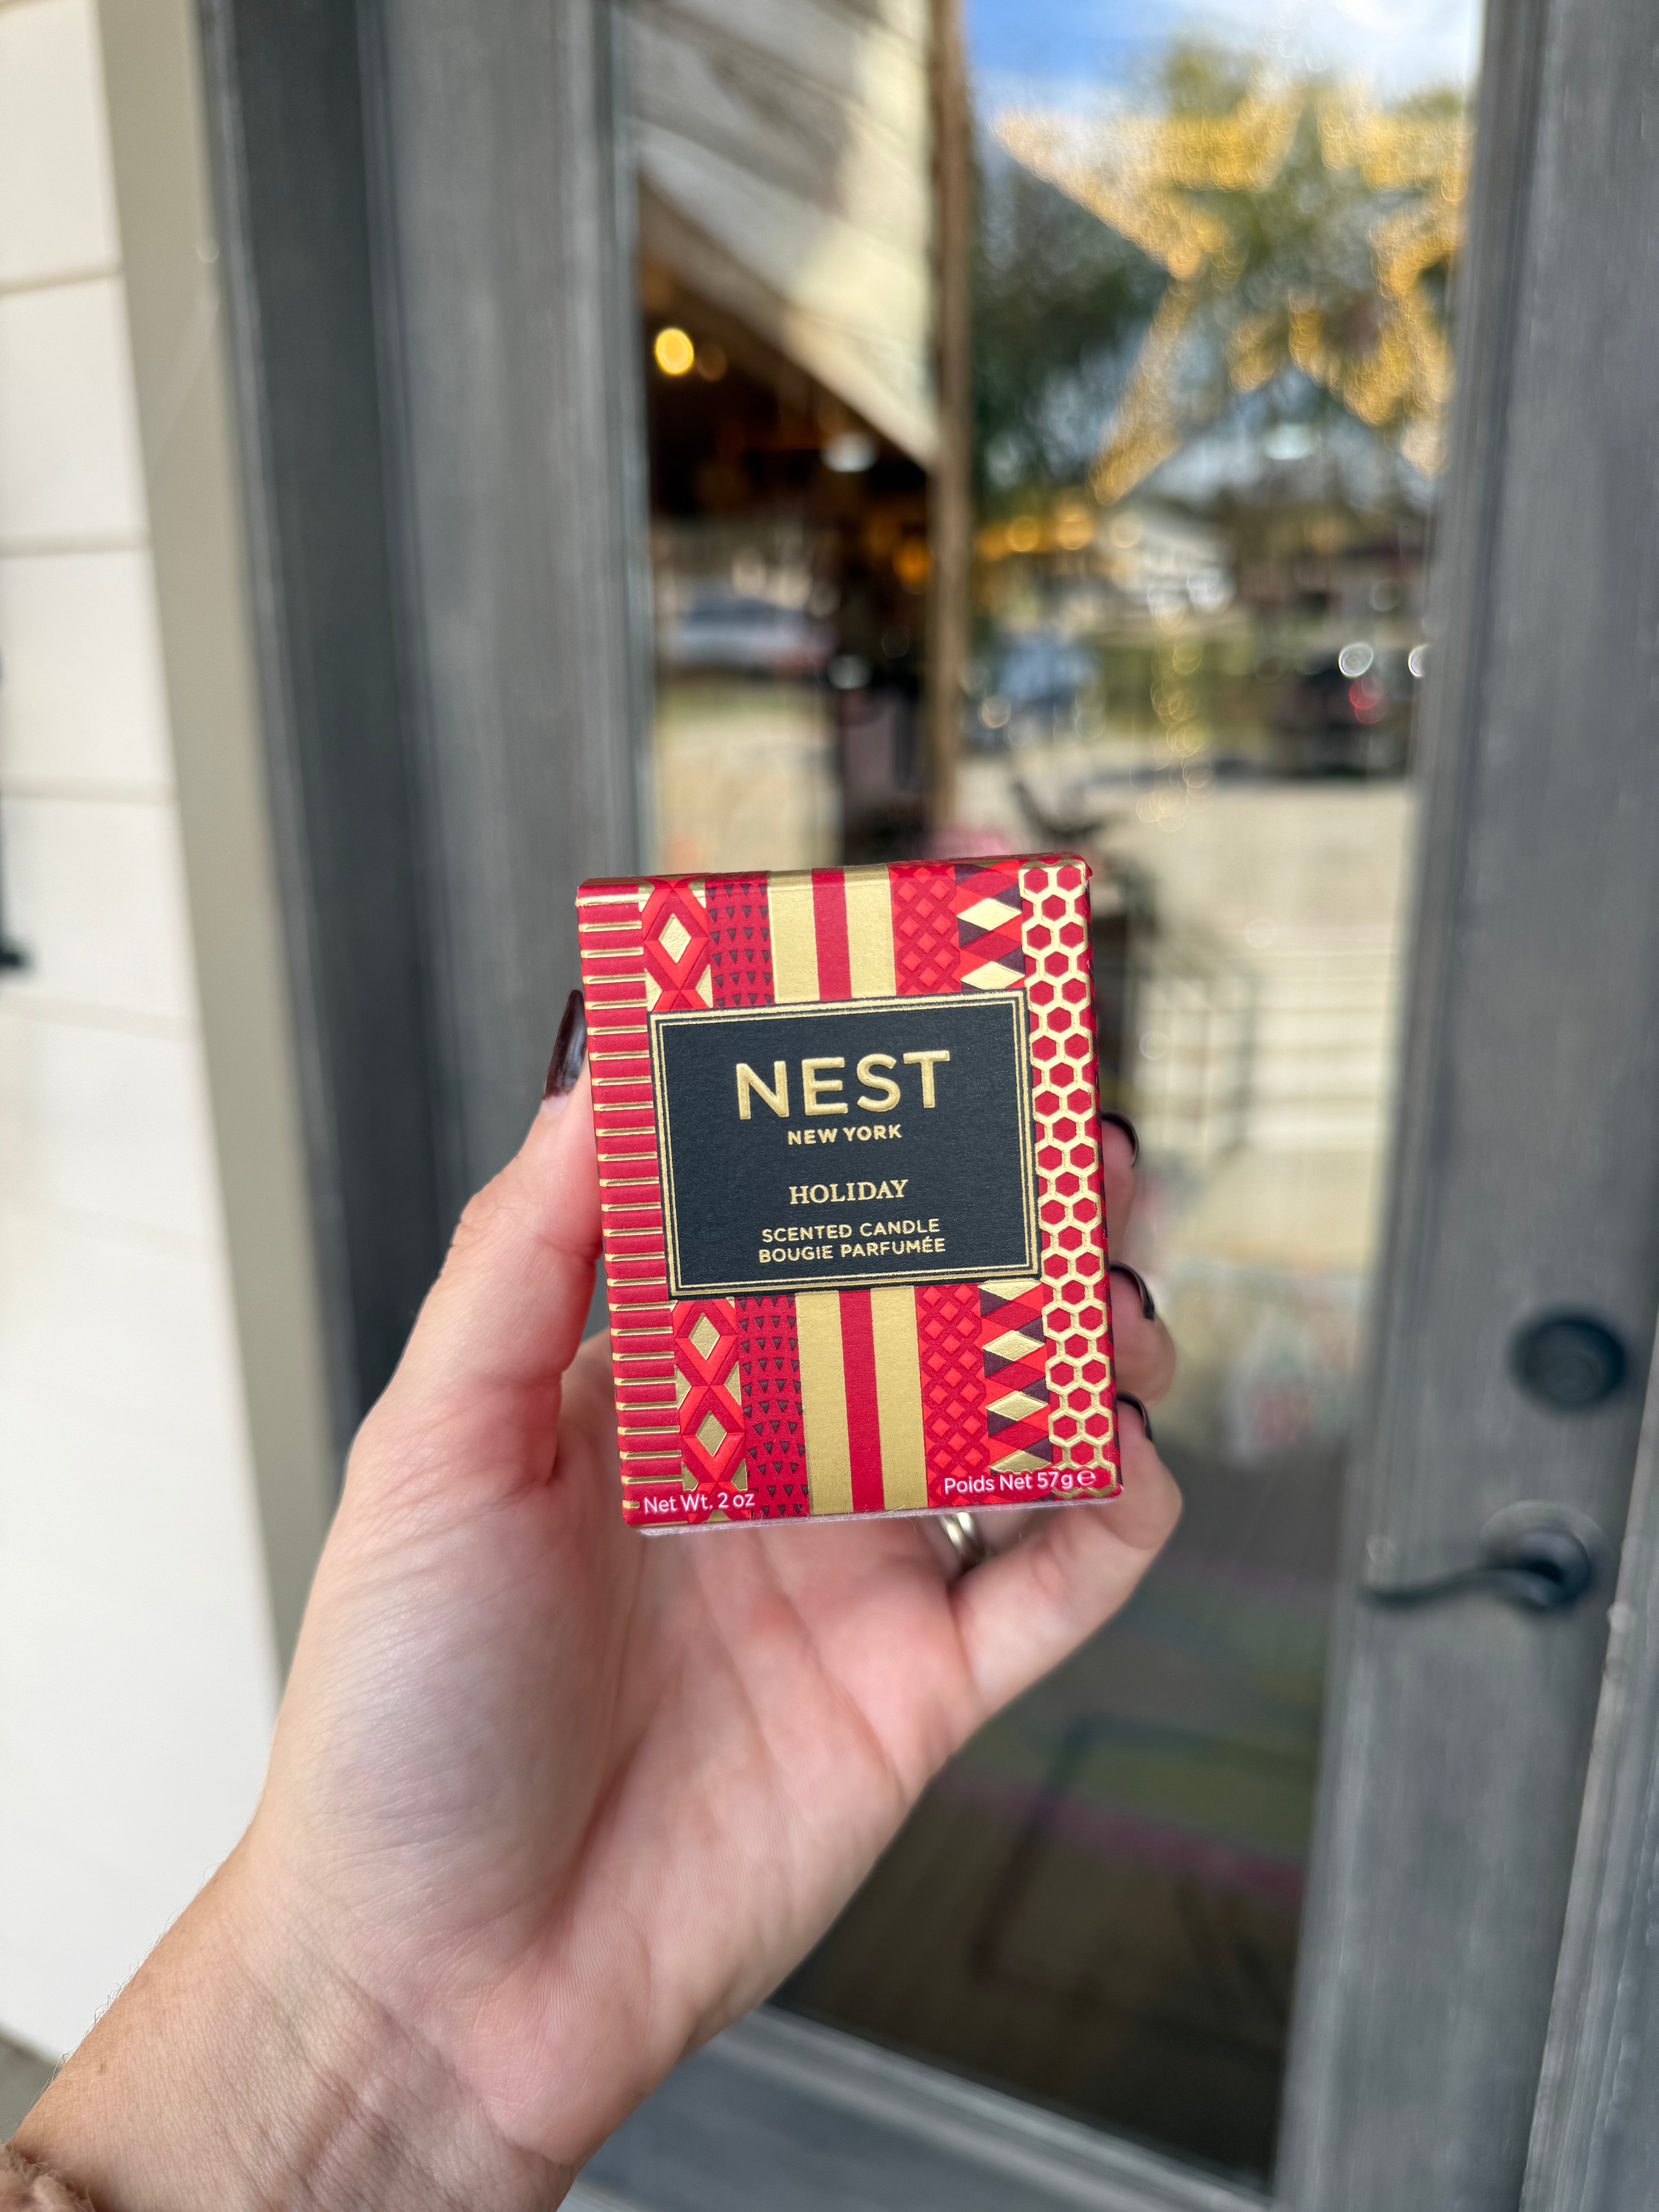 NEST
NEW YORK
HOLIDAY
SCENTED CANDLE
BOUGIE PARFUMÉE
Net Wt. 2 oz
Poids Net 57g ℮